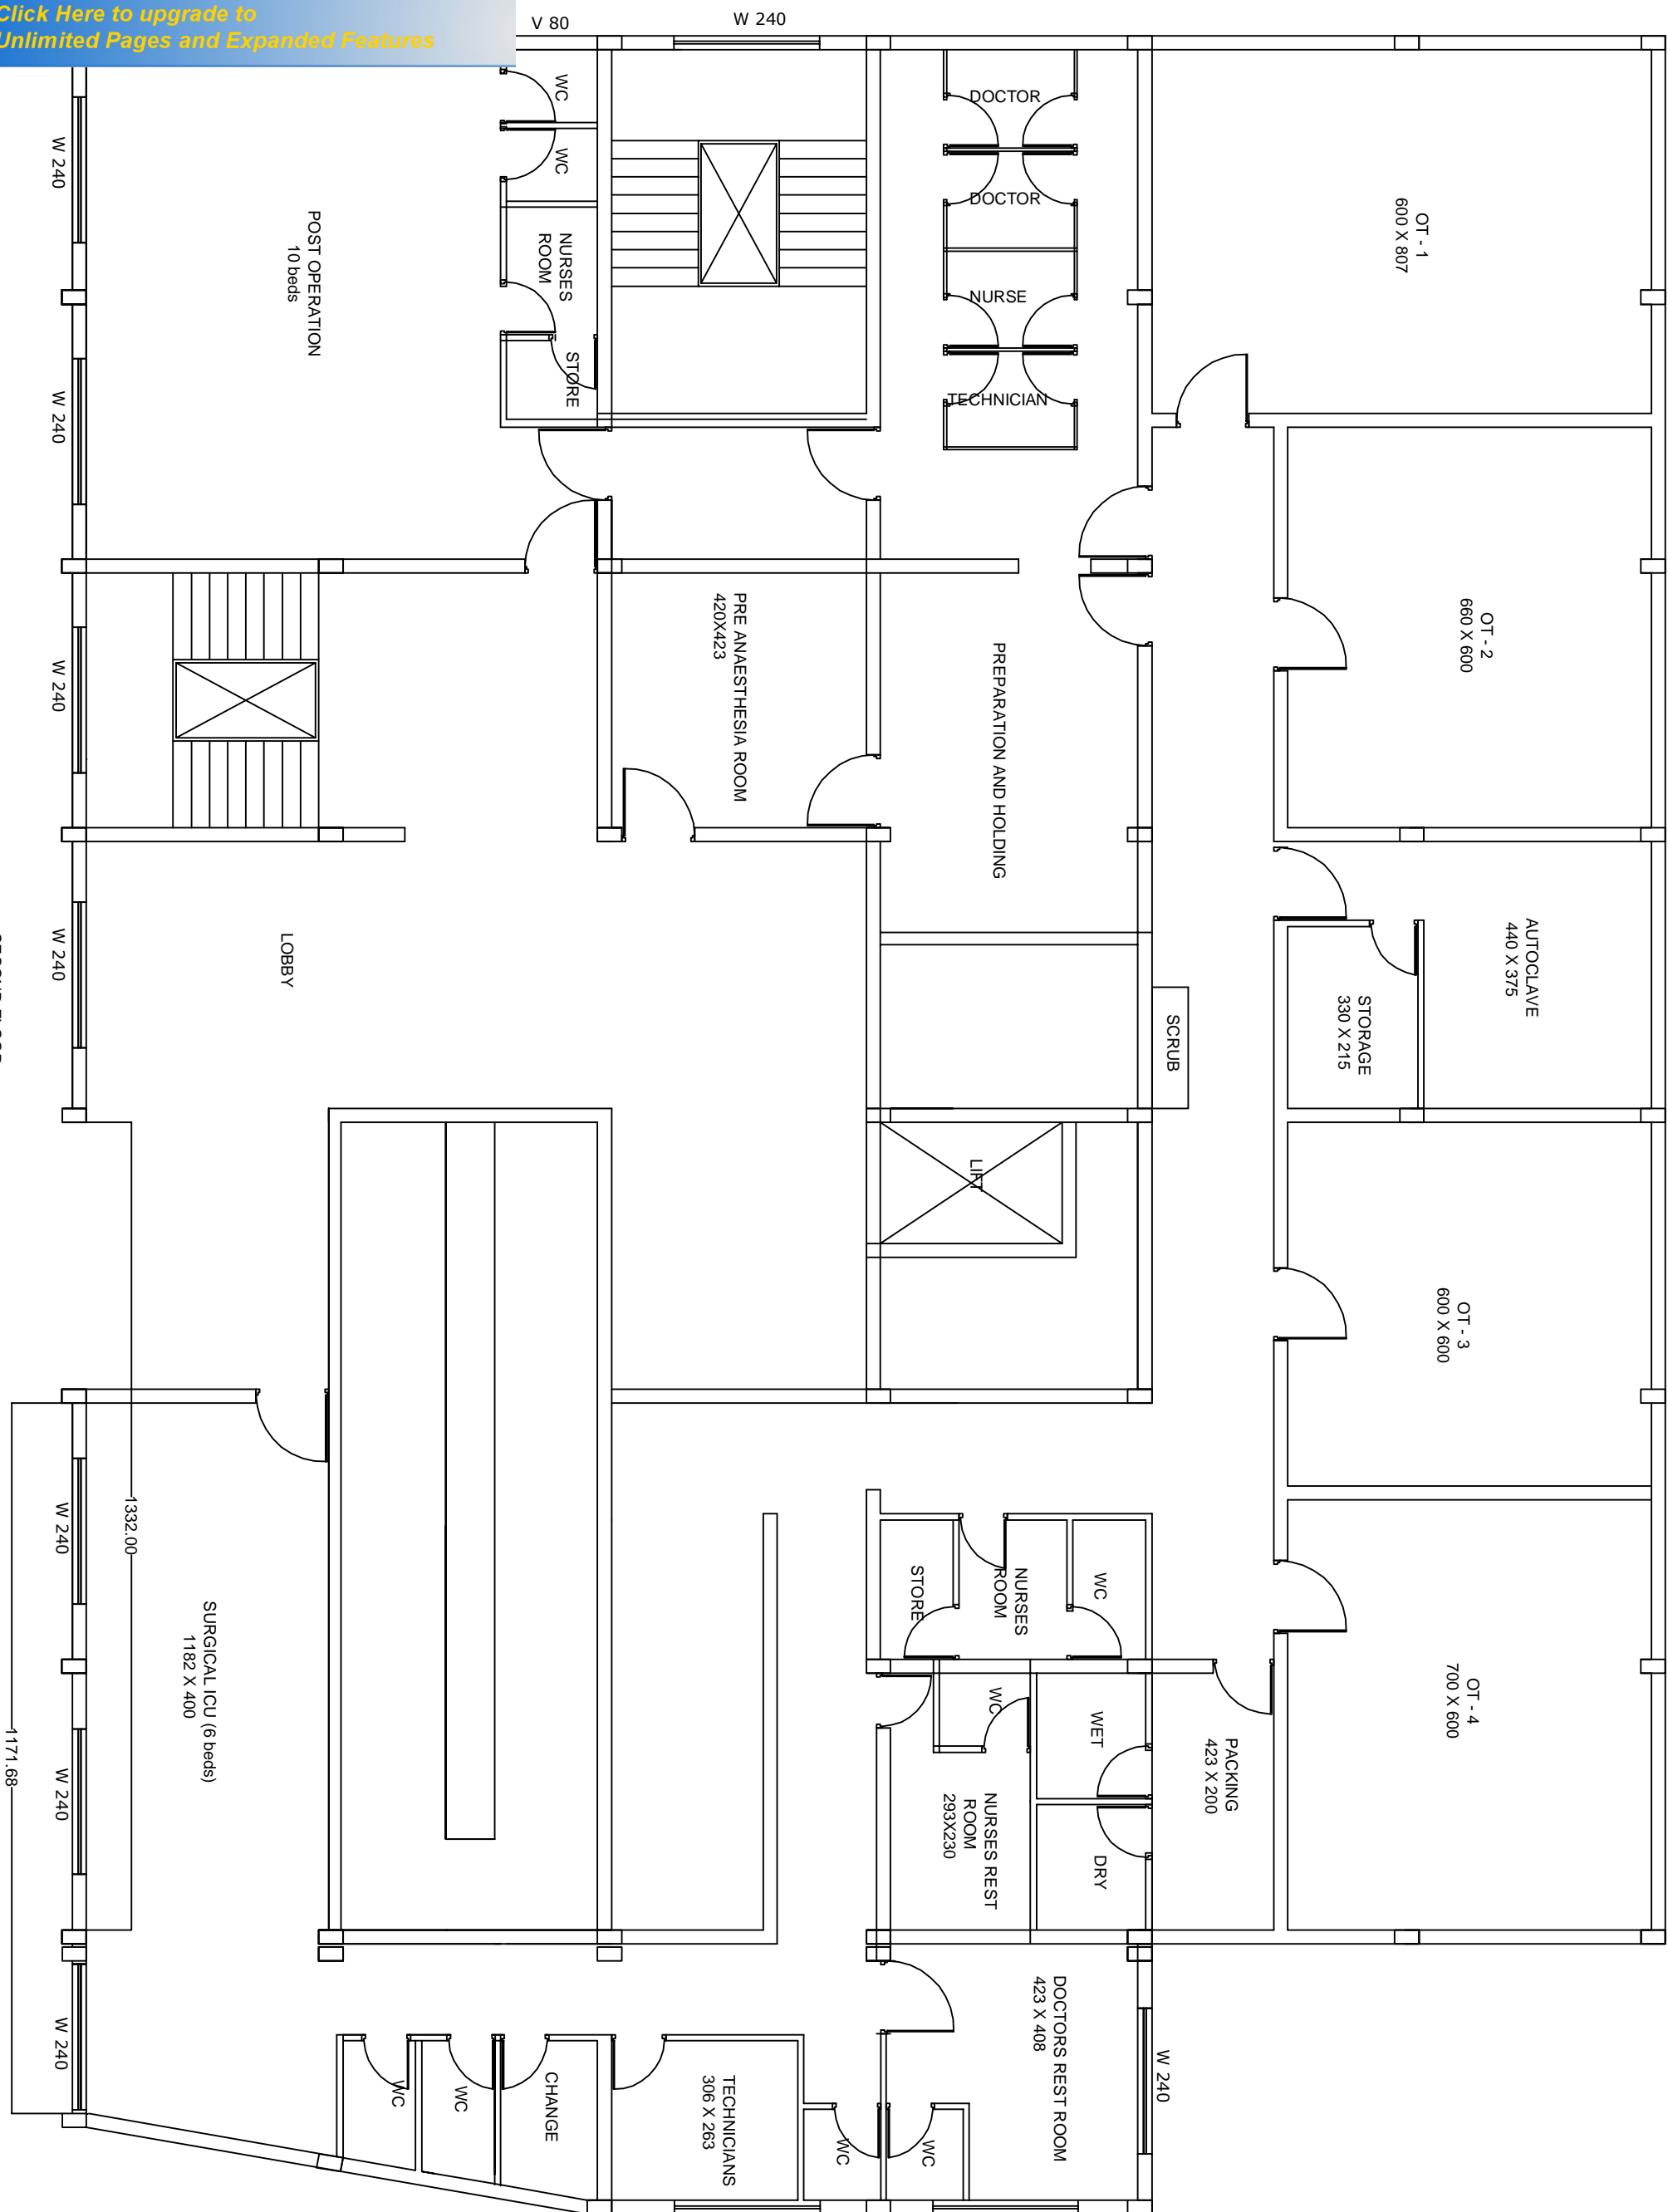 Click Here to upgrade to
Unlimited Pages and Expanded Features
V 80
W 240
WC
WC
NURSES
ROOM
STORE
POST OPERATION
10 beds
W 240
W 240
W 240
W 240
DOCTOR
DOCTOR
NURSE
TECHNICIAN
OT - 1
600 X 807
OT - 2
660 X 600
PRE ANAESTHESIA ROOM
420X423
PREPARATION AND HOLDING
AUTOCLAVE
440 X 375
STORAGE
330 X 215
SCRUB
LOBBY
LIFT
OT - 3
600 X 600
OT - 4
700 X 600
WC
NURSES
ROOM
STORE
WC
WET
DRY
PACKING
423 X 200
NURSES REST
ROOM
293X230
SURGICAL ICU (6 beds)
1182 X 400
1332.00
1171.68
W 240
W 240
W 240
DOCTORS REST ROOM
423 X 408
W 240
WC
WC
CHANGE
TECHNICIANS
306 X 263
WC
WC